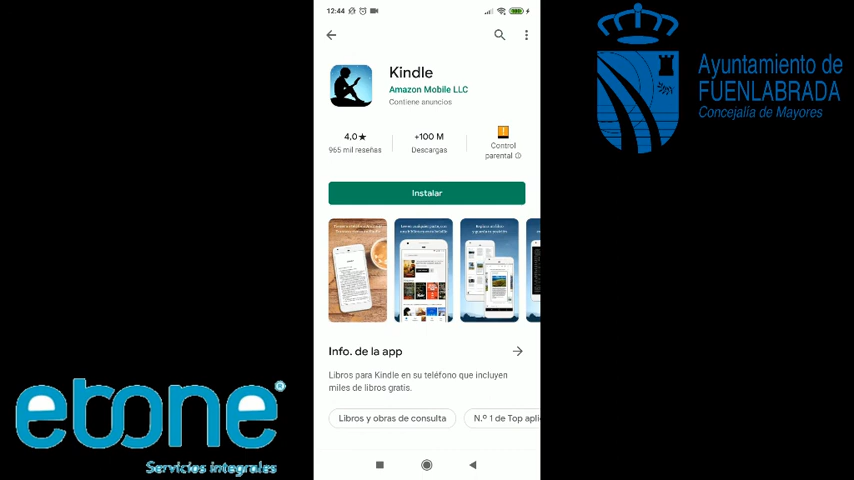 12:44
Kindle
Amazon Mobile LLC
Contiene anuncios
4,0★
965 mil reseñas
+100 M
Descargas
Control
parental
Instalar
Info. de la app
Libros para Kindle en su teléfono que incluyen
miles de libros gratis.
Libros y obras de consulta
N.º 1 de Top apli
Ayuntamiento de
FUENLABRADA
Concejalía de Mayores
ebone
Servicios integrales